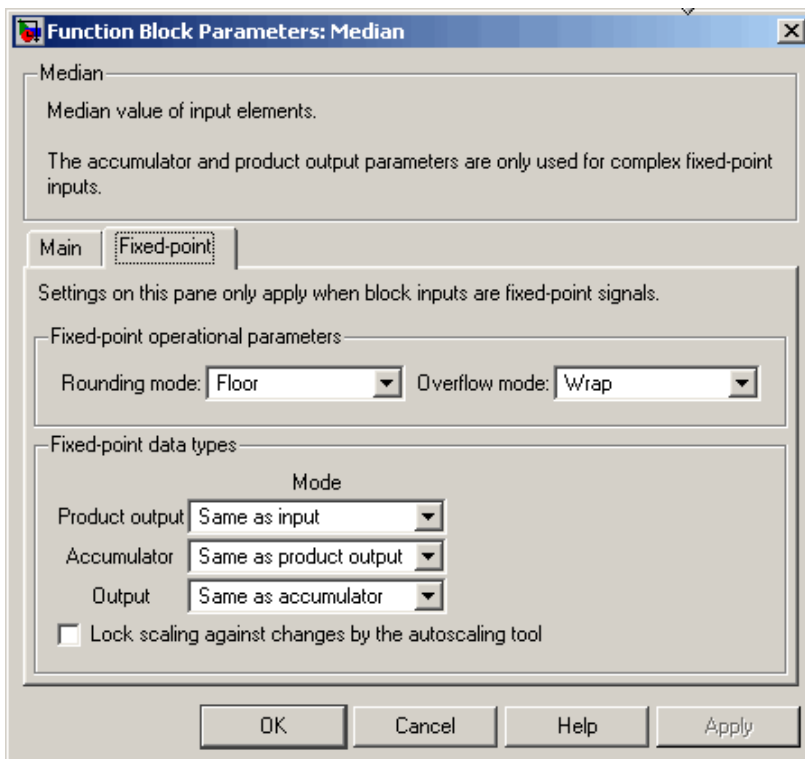 Function Block Parameters: Median
Median
Median value of input elements.
The accumulator and product output parameters are only used for complex fixed-point
inputs.
Main Fixed-point
Settings on this pane only apply when block inputs are fixed-point signals.
Fixed-point operational parameters
Rounding mode: Floor Overflow mode: Wrap
Fixed-point data types
Mode
Product output Same as input
Accumulator Same as product output
Output Same as accumulator
Lock scaling against changes by the autoscaling tool
OK Cancel Help Apply